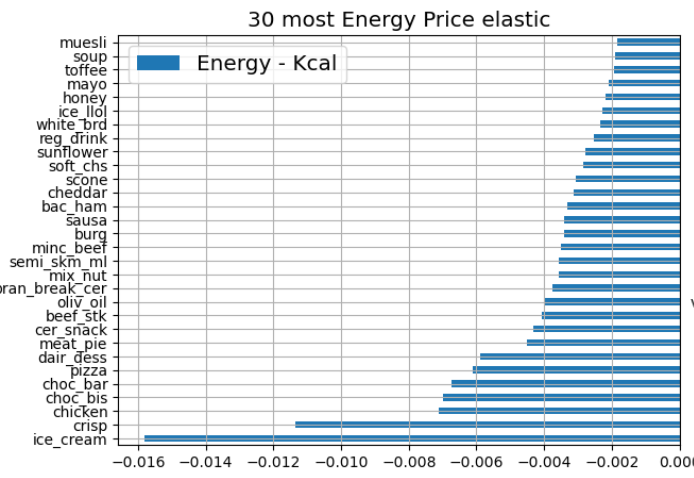 30 most Energy Price elastic
Energy - Kcal
muesli
soup
toffee
mayo
honey
ice_llol
white_brd
reg_drink
sunflower
soft_chs
scone
cheddar
bac_ham
sausa
burg
minc_beef
semi_skm_ml
mix_nut
bran_break_cer
oliv_oil
beef_stk
cer_snack
meat_pie
dair_dess
pizza
choc_bar
choc_bis
chicken
crisp
ice_cream
−0.016 −0.014 −0.012 −0.010 −0.008 −0.006 −0.004 −0.002 0.00